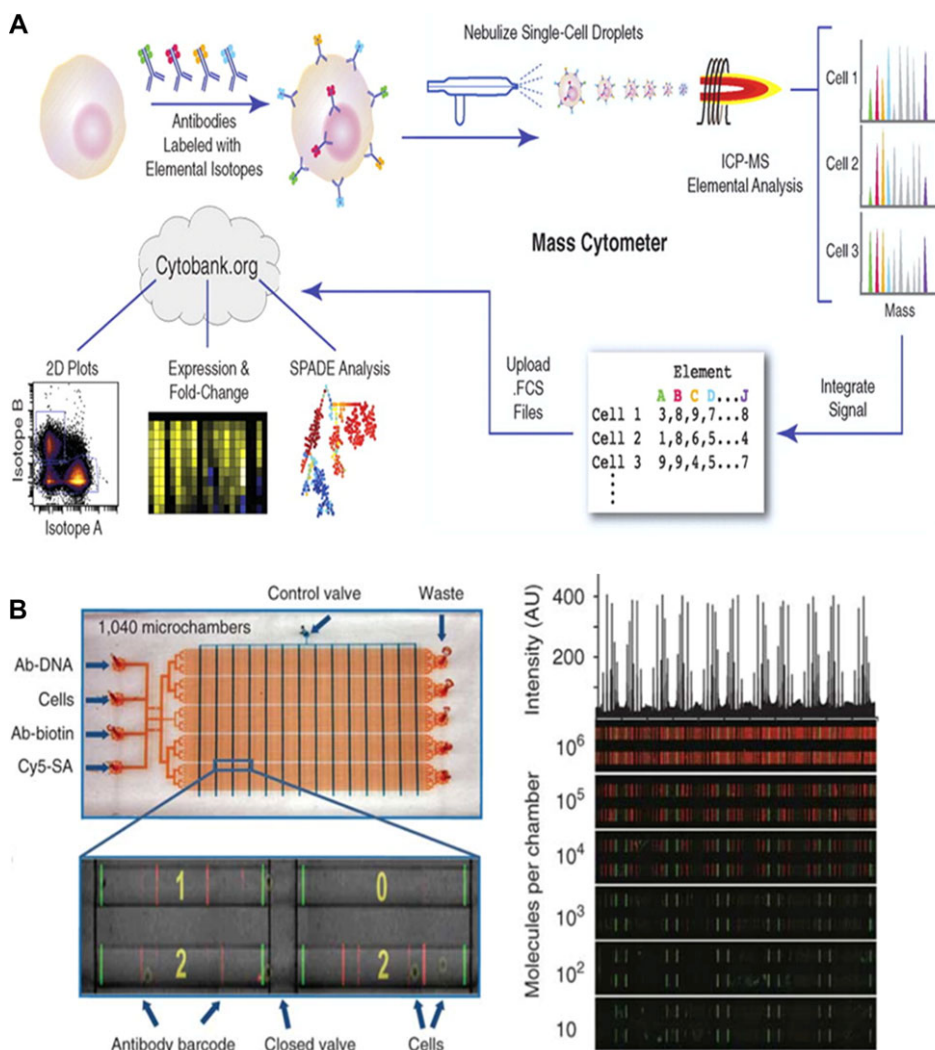 A
Nebulize Single-Cell Droplets
Antibodies
Labeled with
Elemental Isotopes
ICP-MS
Elemental Analysis
Cell 1
Cell 2
Cell 3
Mass
Mass Cytometer
Cytobank.org
2D Plots
Expression &
Fold-Change
SPADE Analysis
Isotope B
Isotope A
Upload
.FCS
Files
Element
A B C D...J
Cell 1 3,8,9,7...8
Cell 2 1,8,6,5...4
Cell 3 9,9,4,5...7
Integrate
Signal
B
Control valve
Waste
1,040 microchambers
Ab-DNA
Cells
Ab-biotin
Cy5-SA
1
0
2
2
Antibody barcode
Closed valve
Cells
Intensity (AU)
400
200
Molecules per chamber
10⁶
10⁵
10⁴
10³
10²
10